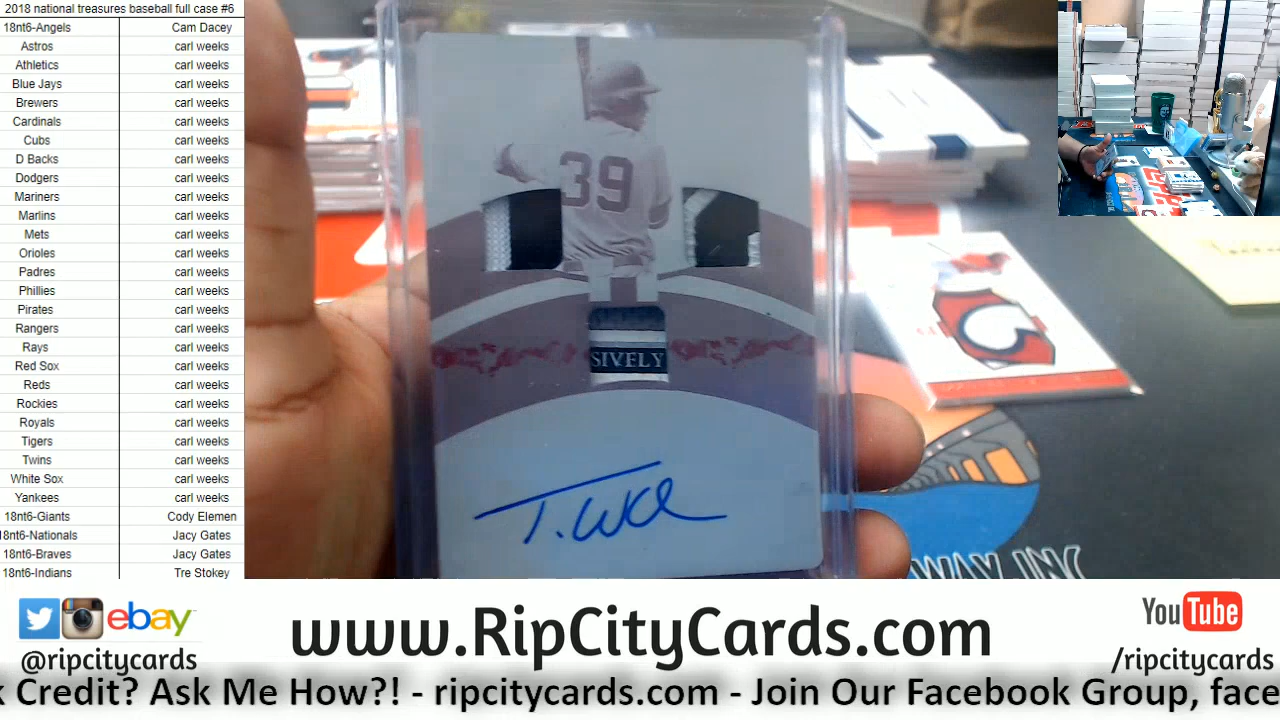 2018 national treasures baseball full case #6
18nt6-Angels Cam Dacey
Astros carl weeks
Athletics carl weeks
Blue Jays carl weeks
Brewers carl weeks
Cardinals carl weeks
Cubs carl weeks
D Backs carl weeks
Dodgers carl weeks
Mariners carl weeks
Marlins carl weeks
Mets carl weeks
Orioles carl weeks
Padres carl weeks
Phillies carl weeks
Pirates carl weeks
Rangers carl weeks
Rays carl weeks
Red Sox carl weeks
Reds carl weeks
Rockies carl weeks
Royals carl weeks
Tigers carl weeks
Twins carl weeks
White Sox carl weeks
Yankees carl weeks
18nt6-Giants Cody Elemen
18nt6-Nationals Jacy Gates
18nt6-Braves Jacy Gates
18nt6-Indians Tre Stokey
39
SIVELY
WAY, INC
ebay
@ripcitycards
www.RipCityCards.com
YouTube
/ripcitycards
k Credit? Ask Me How?! - ripcitycards.com - Join Our Facebook Group, face